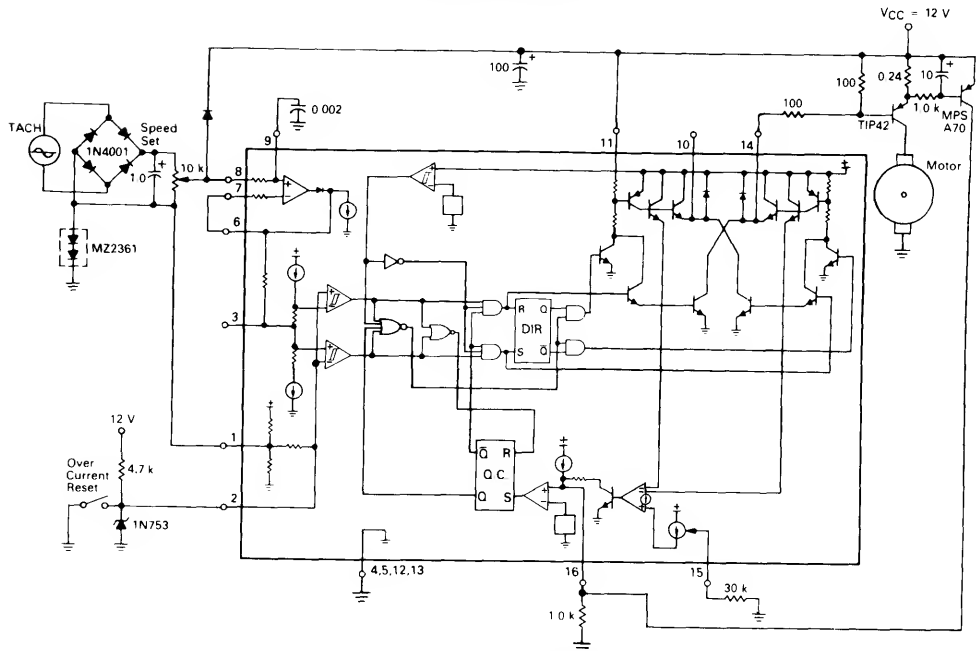 VCC = 12 V
100
+
100
0.24
10
+
1.0 k
MPS
A70
TIP42
100
0 002
TACH
1N4001
Speed
Set
1.0
+
10 k
9
11
10
14
8
7
6
Motor
MZ2361
3
R
Q
DIR
S
Q̄
12 V
4.7 k
1
Over
Current
Reset
2
1N753
Q̄
R
Q C
Q
S
4,5,12,13
16
15
30 k
1 0 k